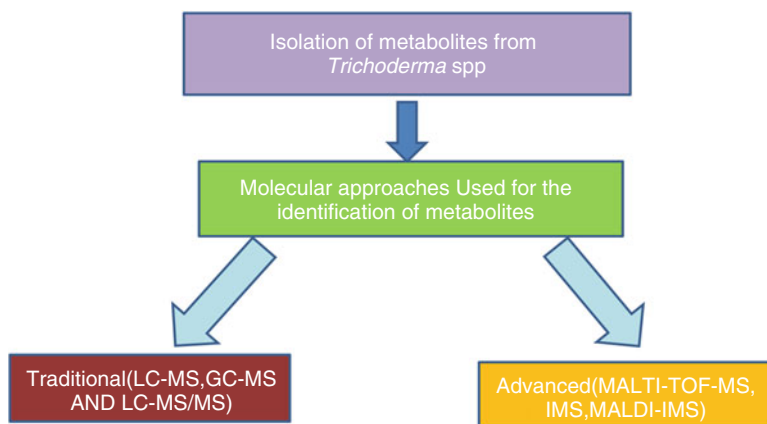 Isolation of metabolites from
Trichoderma spp
Molecular approaches Used for the
identification of metabolites
Traditional(LC-MS,GC-MS
AND LC-MS/MS)
Advanced(MALTI-TOF-MS,
IMS,MALDI-IMS)